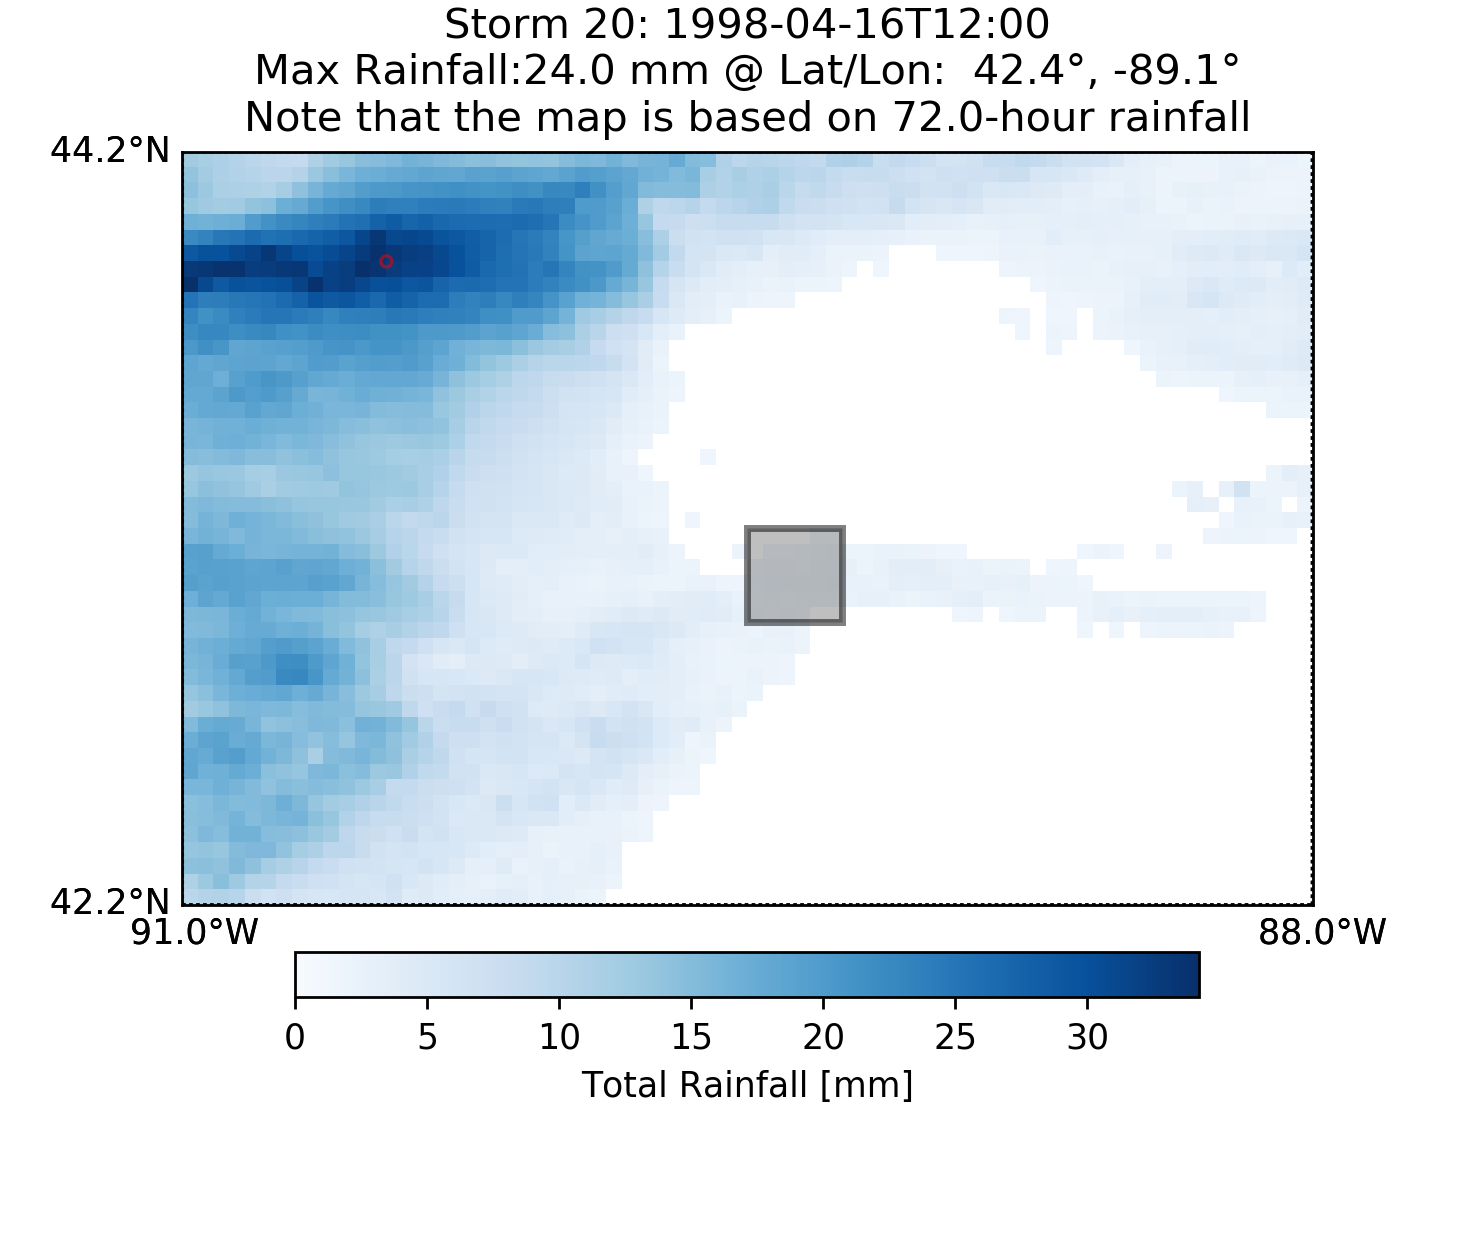 Storm 20: 1998-04-16T12:00
Max Rainfall:24.0 mm @ Lat/Lon:  42.4°, -89.1°
Note that the map is based on 72.0-hour rainfall
44.2°N
42.2°N
91.0°W 88.0°W
0 5 10 15 20 25 30
Total Rainfall [mm]